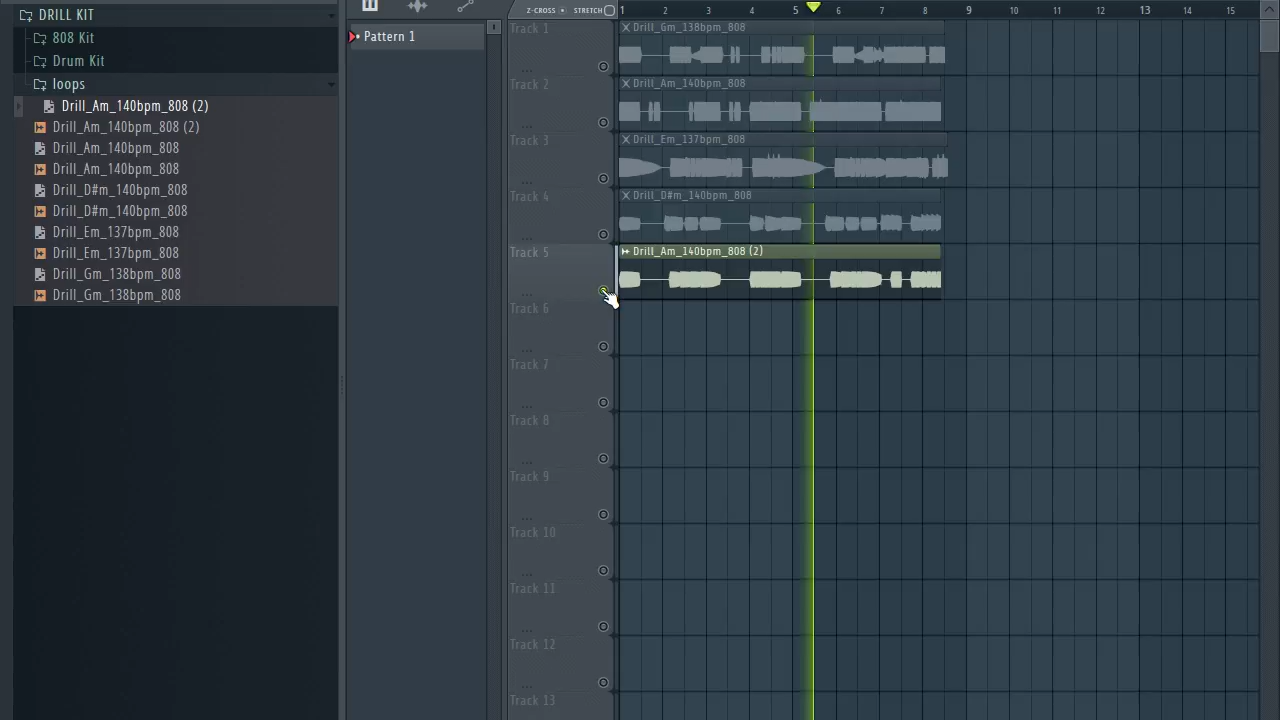 DRILL KIT
808 Kit
Drum Kit
loops
Drill_Am_140bpm_808 (2)
Drill_Am_140bpm_808 (2)
Drill_Am_140bpm_808
Drill_Am_140bpm_808
Drill_D#m_140bpm_808
Drill_D#m_140bpm_808
Drill_Em_137bpm_808
Drill_Em_137bpm_808
Drill_Gm_138bpm_808
Drill_Gm_138bpm_808
Pattern 1
Z-CROSS STRETCH
1 2 3 4 5 6 7 8 9 10 11 12 13 14 15
Track 1
Drill_Gm_138bpm_808
Track 2
Drill_Am_140bpm_808
Track 3
Drill_Em_137bpm_808
Track 4
Drill_D#m_140bpm_808
Track 5
Drill_Am_140bpm_808 (2)
Track 6
Track 7
Track 8
Track 9
Track 10
Track 11
Track 12
Track 13